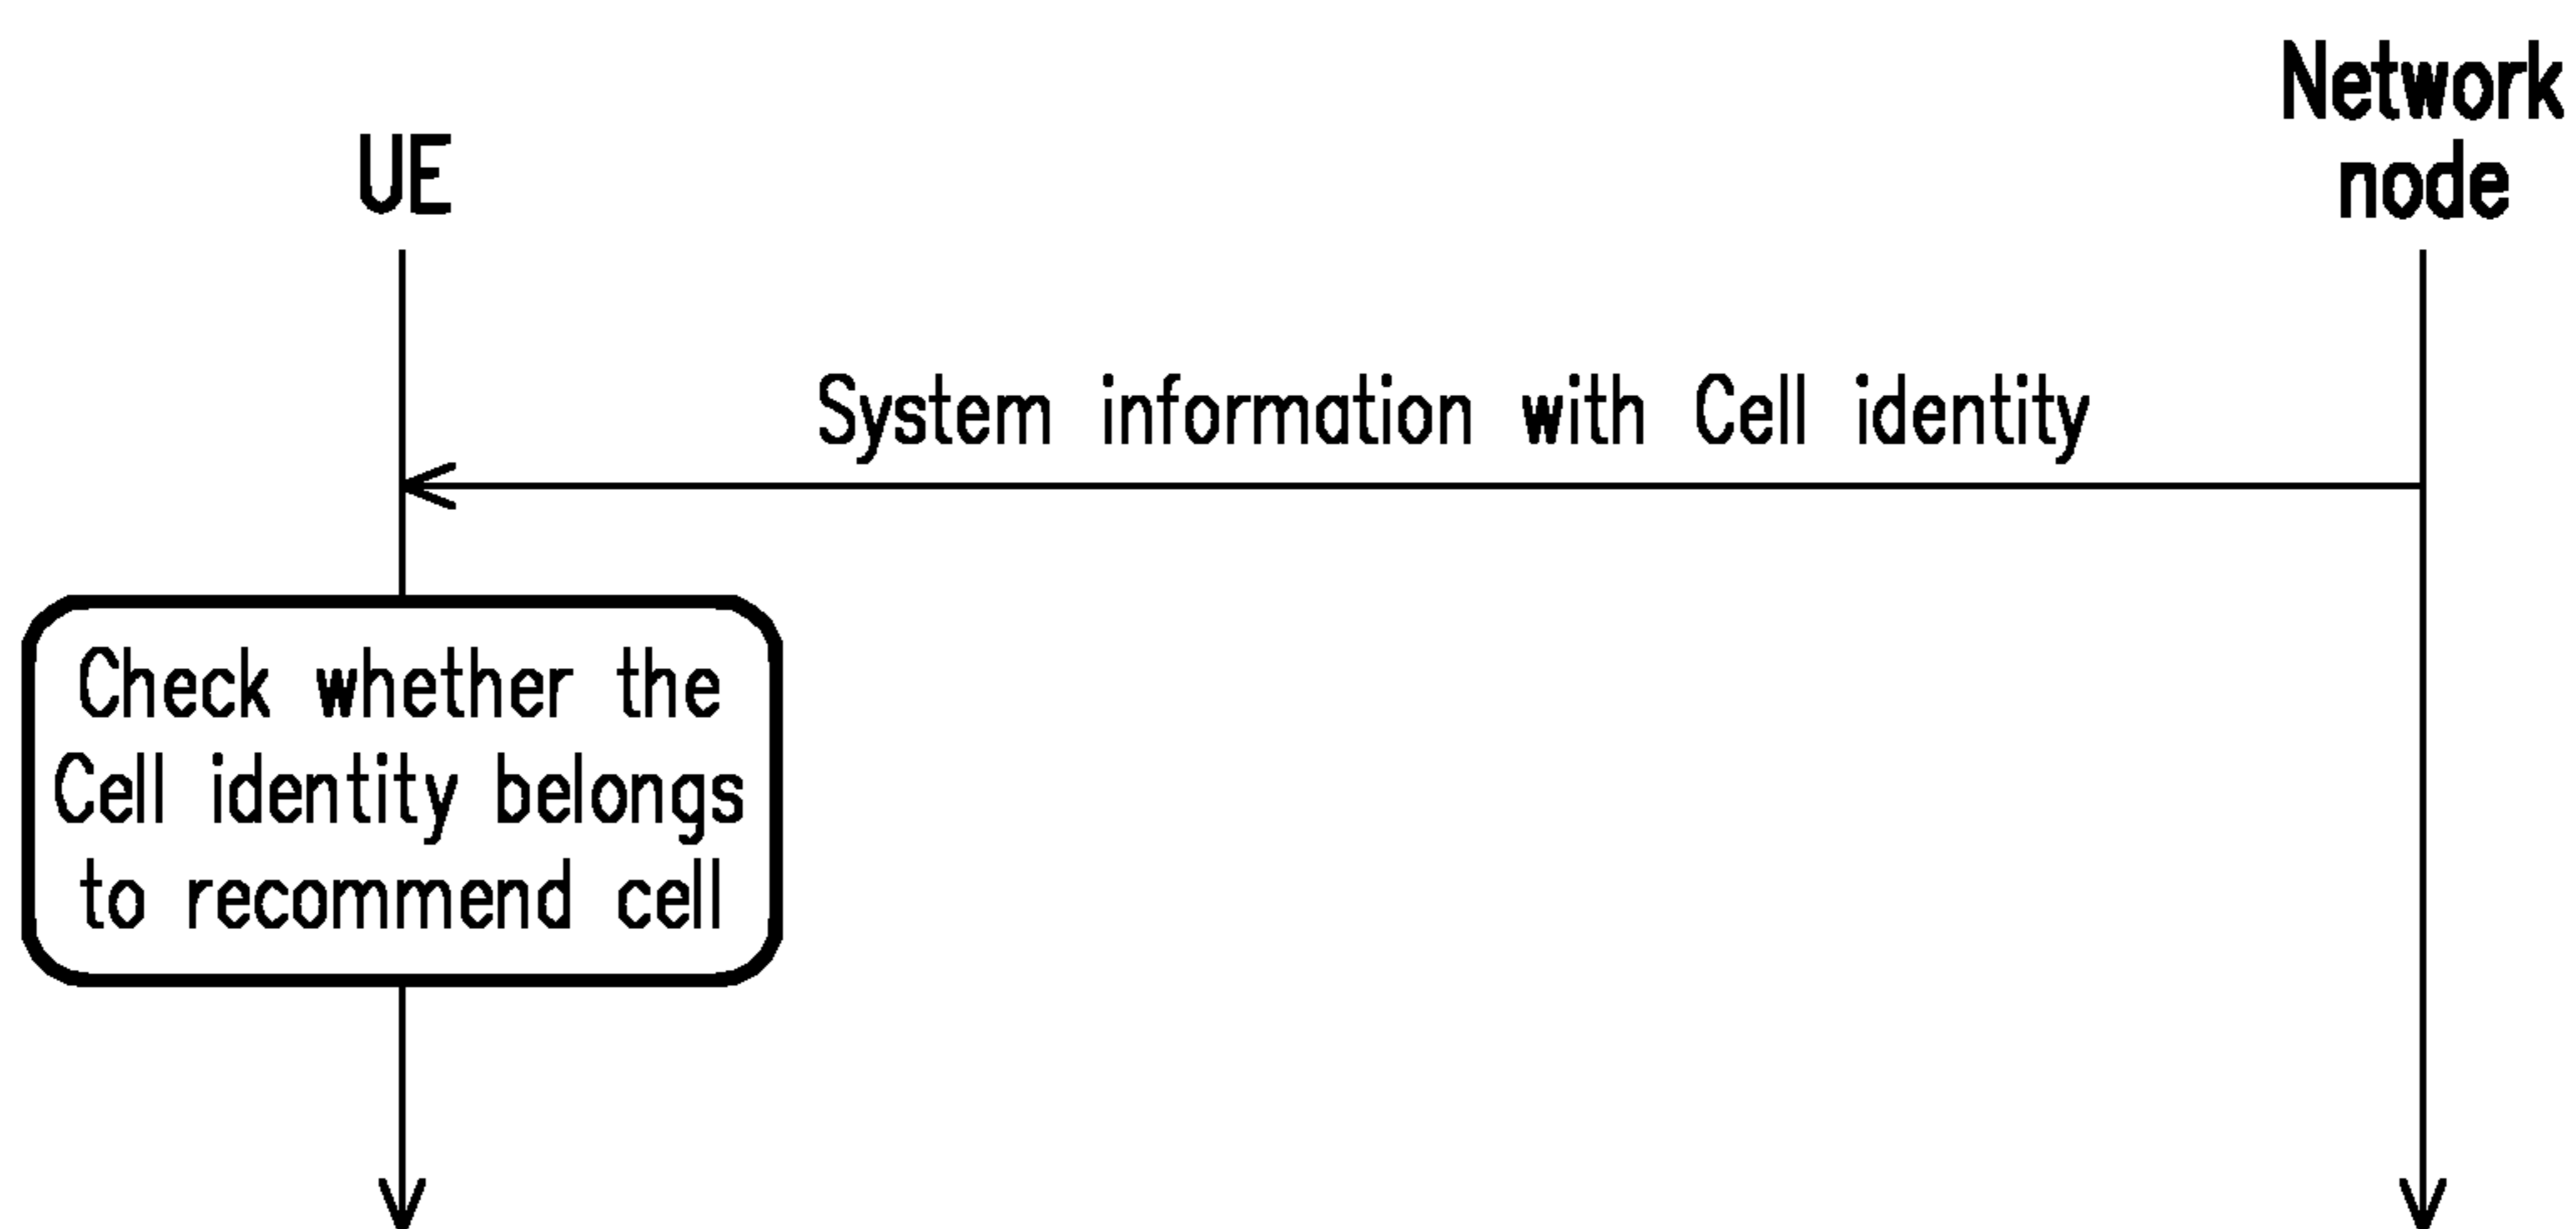 Network
node
UE
System information with Cell identity
Check whether the
Cell identity belongs
to recommend cell